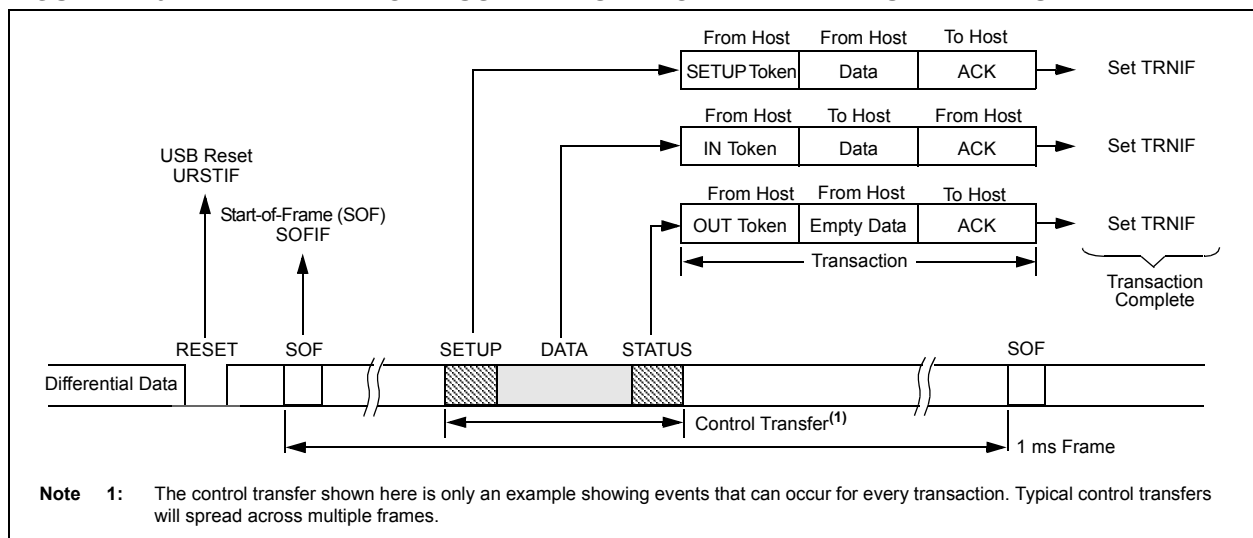 From Host From Host To Host
SETUP Token Data ACK Set TRNIF
From Host To Host From Host
IN Token Data ACK Set TRNIF
USB Reset
URSTIF
From Host From Host To Host
Start-of-Frame (SOF)
SOFIF
OUT Token Empty Data ACK Set TRNIF
Transaction
Transaction
Complete
RESET SOF SETUP DATA STATUS SOF
Differential Data
Control Transfer(1)
1 ms Frame
Note 1: The control transfer shown here is only an example showing events that can occur for every transaction. Typical control transfers
will spread across multiple frames.